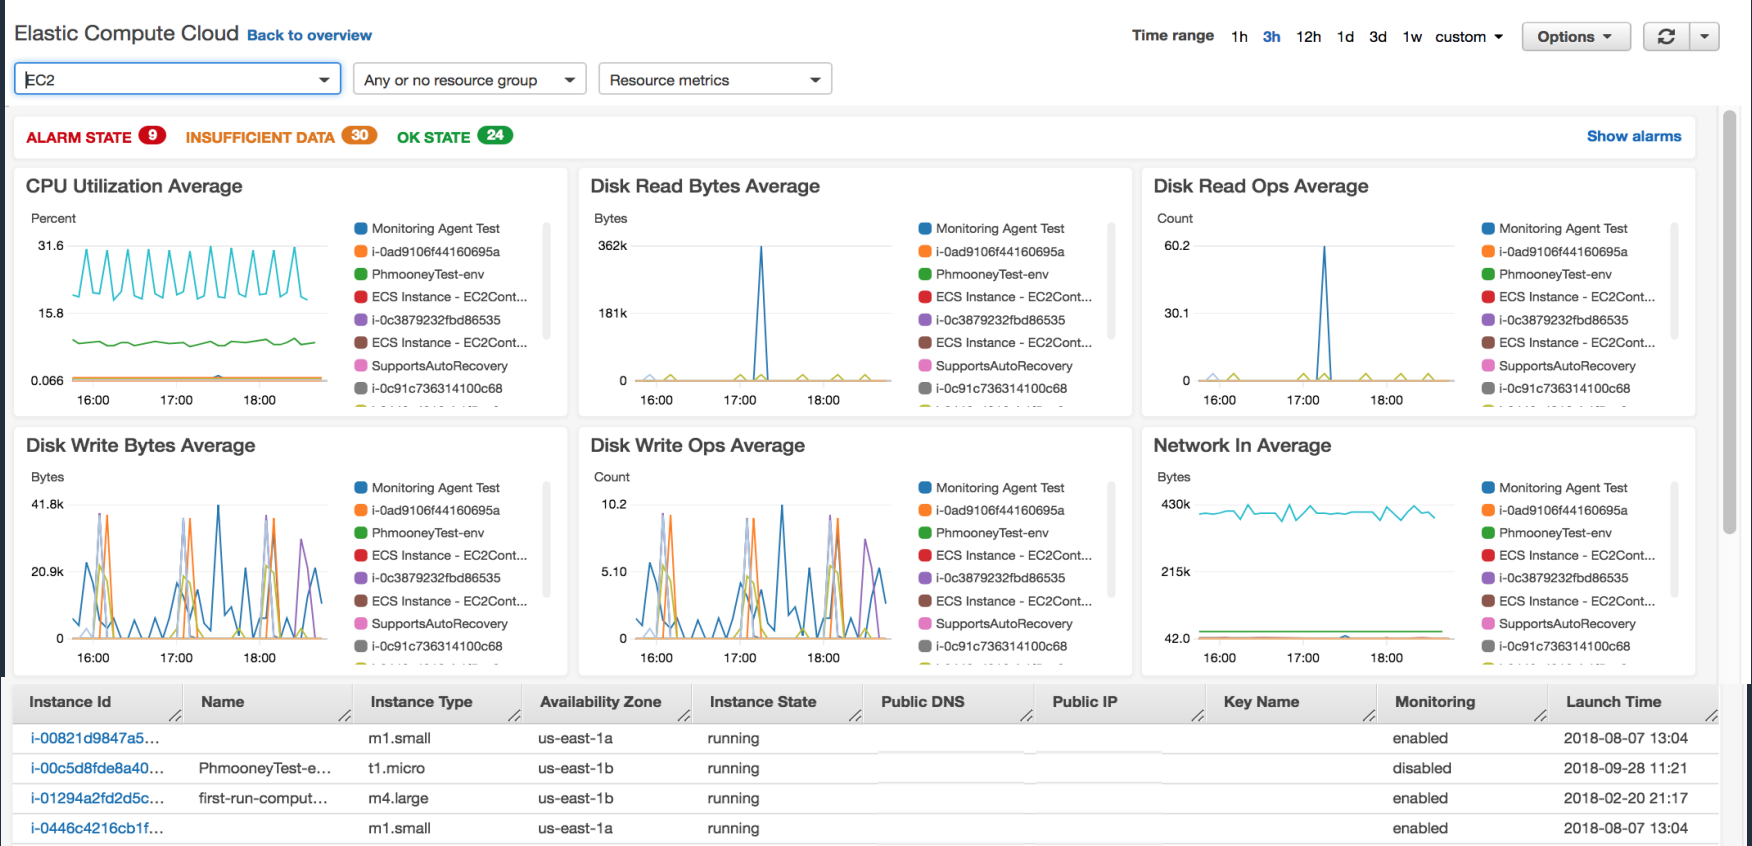 Elastic Compute Cloud Back to overview
Time range 1h 3h 12h 1d 3d 1w custom Options
EC2 Any or no resource group Resource metrics
ALARM STATE 9 INSUFFICIENT DATA 30 OK STATE 24 Show alarms
CPU Utilization Average
Percent
31.6
15.8
0.066
16:00 17:00 18:00
Monitoring Agent Test
i-0ad9106f44160695a
PhmooneyTest-env
ECS Instance - EC2Cont...
i-0c3879232fbd86535
ECS Instance - EC2Cont...
SupportsAutoRecovery
i-0c91c736314100c68
Disk Read Bytes Average
Bytes
362k
181k
0
16:00 17:00 18:00
Monitoring Agent Test
i-0ad9106f44160695a
PhmooneyTest-env
ECS Instance - EC2Cont...
i-0c3879232fbd86535
ECS Instance - EC2Cont...
SupportsAutoRecovery
i-0c91c736314100c68
Disk Read Ops Average
Count
60.2
30.1
0
16:00 17:00 18:00
Monitoring Agent Test
i-0ad9106f44160695a
PhmooneyTest-env
ECS Instance - EC2Cont...
i-0c3879232fbd86535
ECS Instance - EC2Cont...
SupportsAutoRecovery
i-0c91c736314100c68
Disk Write Bytes Average
Bytes
41.8k
20.9k
0
16:00 17:00 18:00
Monitoring Agent Test
i-0ad9106f44160695a
PhmooneyTest-env
ECS Instance - EC2Cont...
i-0c3879232fbd86535
ECS Instance - EC2Cont...
SupportsAutoRecovery
i-0c91c736314100c68
Disk Write Ops Average
Count
10.2
5.10
0
16:00 17:00 18:00
Monitoring Agent Test
i-0ad9106f44160695a
PhmooneyTest-env
ECS Instance - EC2Cont...
i-0c3879232fbd86535
ECS Instance - EC2Cont...
SupportsAutoRecovery
i-0c91c736314100c68
Network In Average
Bytes
430k
215k
42.0
16:00 17:00 18:00
Monitoring Agent Test
i-0ad9106f44160695a
PhmooneyTest-env
ECS Instance - EC2Cont...
i-0c3879232fbd86535
ECS Instance - EC2Cont...
SupportsAutoRecovery
i-0c91c736314100c68
Instance Id Name Instance Type Availability Zone Instance State Public DNS Public IP Key Name Monitoring Launch Time
i-00821d9847a5... m1.small us-east-1a running enabled 2018-08-07 13:04
i-00c5d8fde8a40... PhmooneyTest-e... t1.micro us-east-1b running disabled 2018-09-28 11:21
i-01294a2fd2d5c... first-run-comput... m4.large us-east-1b running enabled 2018-02-20 21:17
i-0446c4216cb1f... m1.small us-east-1a running enabled 2018-08-07 13:04